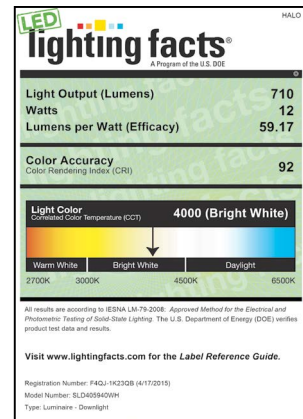 HALO
LED
lighting facts®
A Program of the U.S. DOE
Light Output (Lumens) 710
Watts 12
Lumens per Watt (Efficacy) 59.17
Color Accuracy 92
Color Rendering Index (CRI)
Light Color
Correlated Color Temperature (CCT) 4000 (Bright White)
Warm White Bright White Daylight
2700K 3000K 4500K 6500K
All results are according to IESNA LM-79-2008: Approved Method for the Electrical and
Photometric Testing of Solid-State Lighting. The U.S. Department of Energy (DOE) verifies
product test data and results.
Visit www.lightingfacts.com for the Label Reference Guide.
Registration Number: F4QJ-1K23QB (4/17/2015)
Model Number: SLD405940WH
Type: Luminaire - Downlight